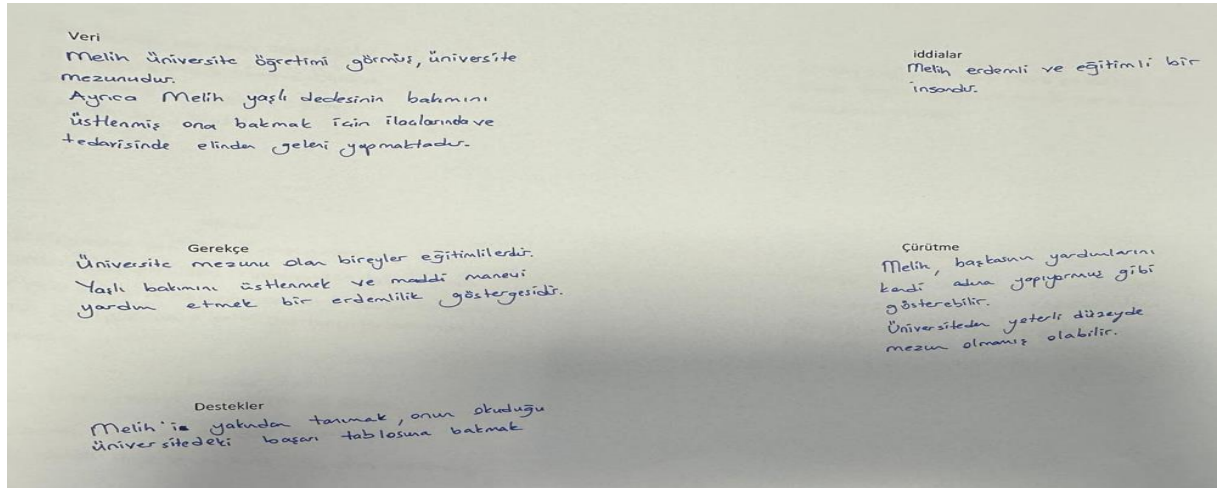 Veri
Melih üniversite öğretimi görmüş, üniversite
mezunudur.
Ayrıca Melih yaşlı dedesinin bakımını
üstlenmiş ona bakmak için ilaçlarında ve
tedarisinde elinden geleni yapmaktadır.
iddialar
Melih erdemli ve eğitimli bir
insandır.
Gerekçe
Üniversite mezunu olan bireyler eğitimlilerdir.
Yaşlı bakımını üstlenmek ve maddi manevi
yardım etmek bir erdemlilik göstergesidir.
Çürütme
Melih, başkasının yardımlarını
kendi adına yapıyormuş gibi
gösterebilir.
Üniversiteden yeterli düzeyde
mezun olmamış olabilir.
Destekler
Melih'i yakından tanımak, onun okuduğu
üniversitedeki başarı tablosuna bakmak